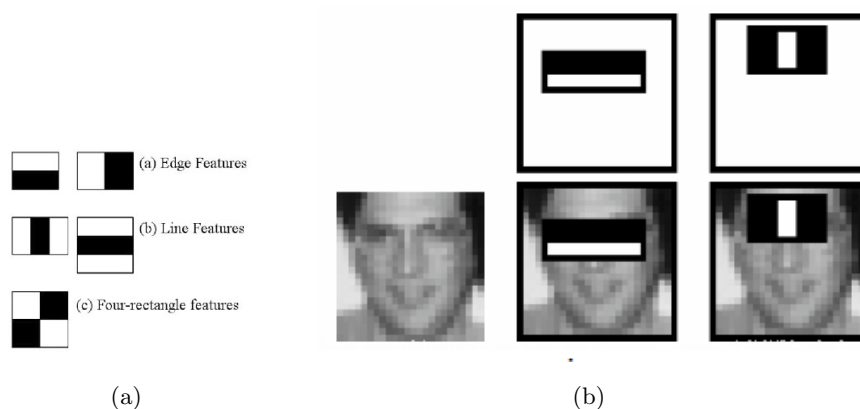 (a) Edge Features
(b) Line Features
(c) Four-rectangle features
(a)
(b)